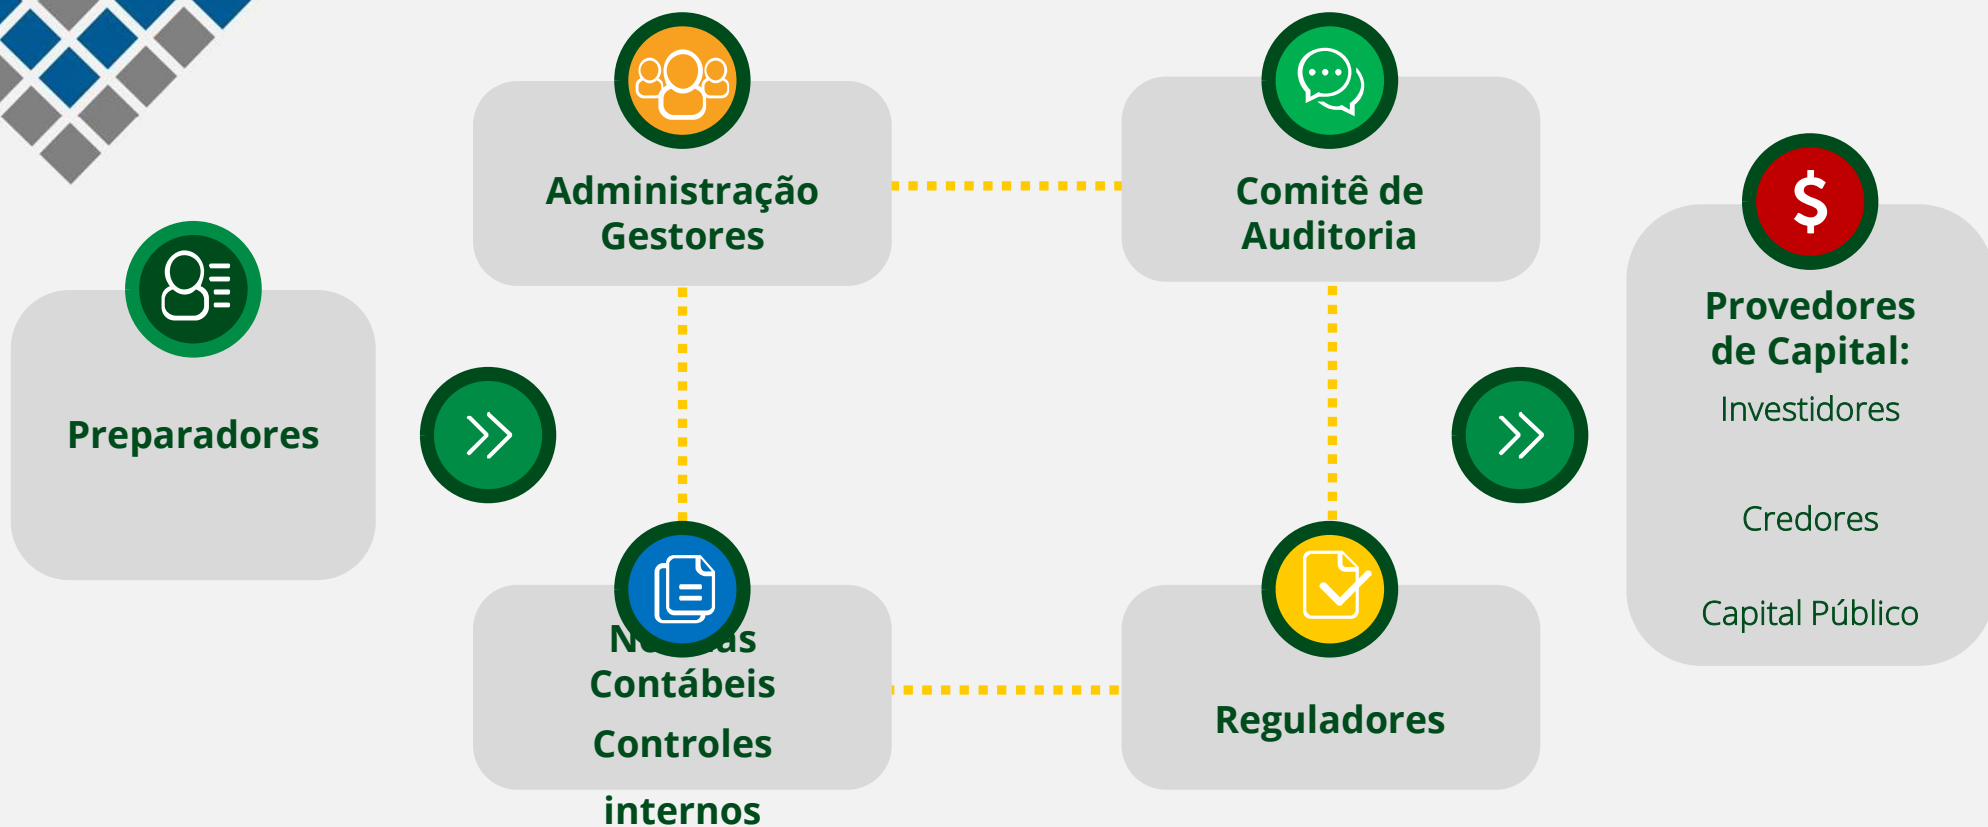 Administração
Gestores
Comitê de
Auditoria
Preparadores
Provedores
de Capital:
Investidores
Credores
Capital Público
Contábeis
Controles
internos
Reguladores